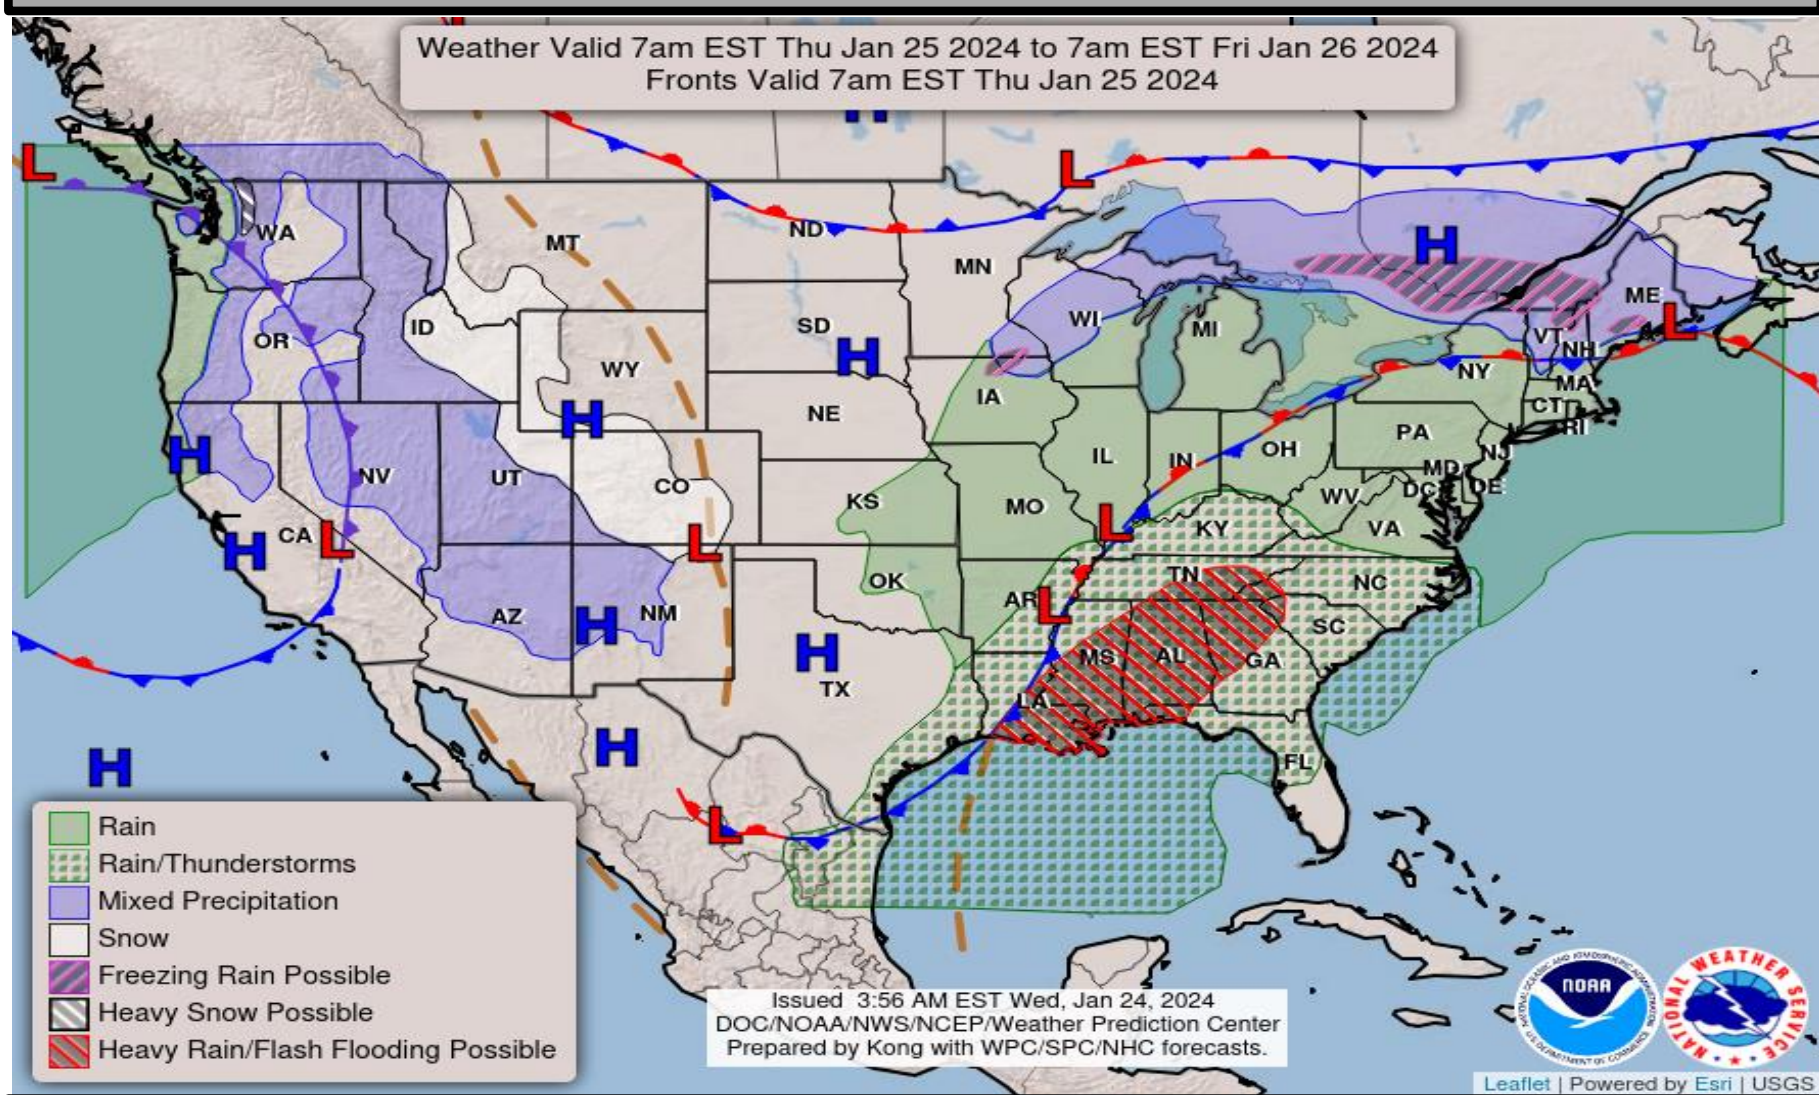 Weather Valid 7am EST Thu Jan 25 2024 to 7am EST Fri Jan 26 2024
Fronts Valid 7am EST Thu Jan 25 2024
L
H
L
L
WA
MT
ND
MN
H
ME
OR
ID
SD
H
WI
MI
VT
NH
L
WY
IA
NY
MA
CT
RI
H
NE
PA
NJ
H
NV
UT
CO
KS
MO
IL
IN
OH
MD
DC
DE
WV
VA
CA
H
L
L
L
KY
OK
AR
L
TN
NC
AZ
H
NM
H
TX
MS
AL
GA
SC
LA
H
H
FL
L
Rain
Rain/Thunderstorms
Mixed Precipitation
Snow
Freezing Rain Possible
Heavy Snow Possible
Heavy Rain/Flash Flooding Possible
Issued 3:56 AM EST Wed, Jan 24, 2024
DOC/NOAA/NWS/NCEP/Weather Prediction Center
Prepared by Kong with WPC/SPC/NHC forecasts.
NOAA
NATIONAL WEATHER SERVICE
Leaflet | Powered by Esri | USGS